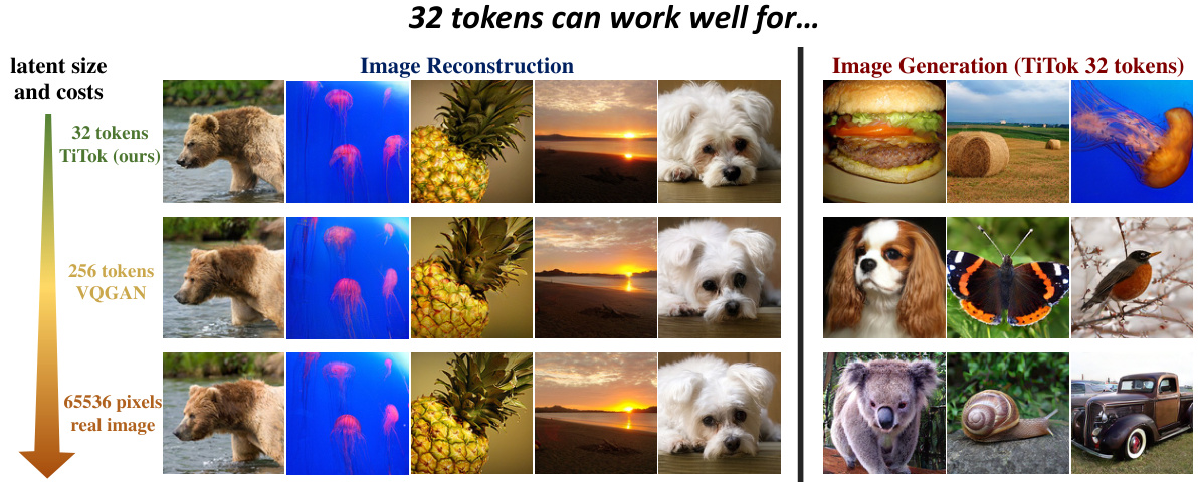 32 tokens can work well for…
latent size
and costs
Image Reconstruction
Image Generation (TiTok 32 tokens)
32 tokens
TiTok (ours)
256 tokens
VQGAN
65536 pixels
real image